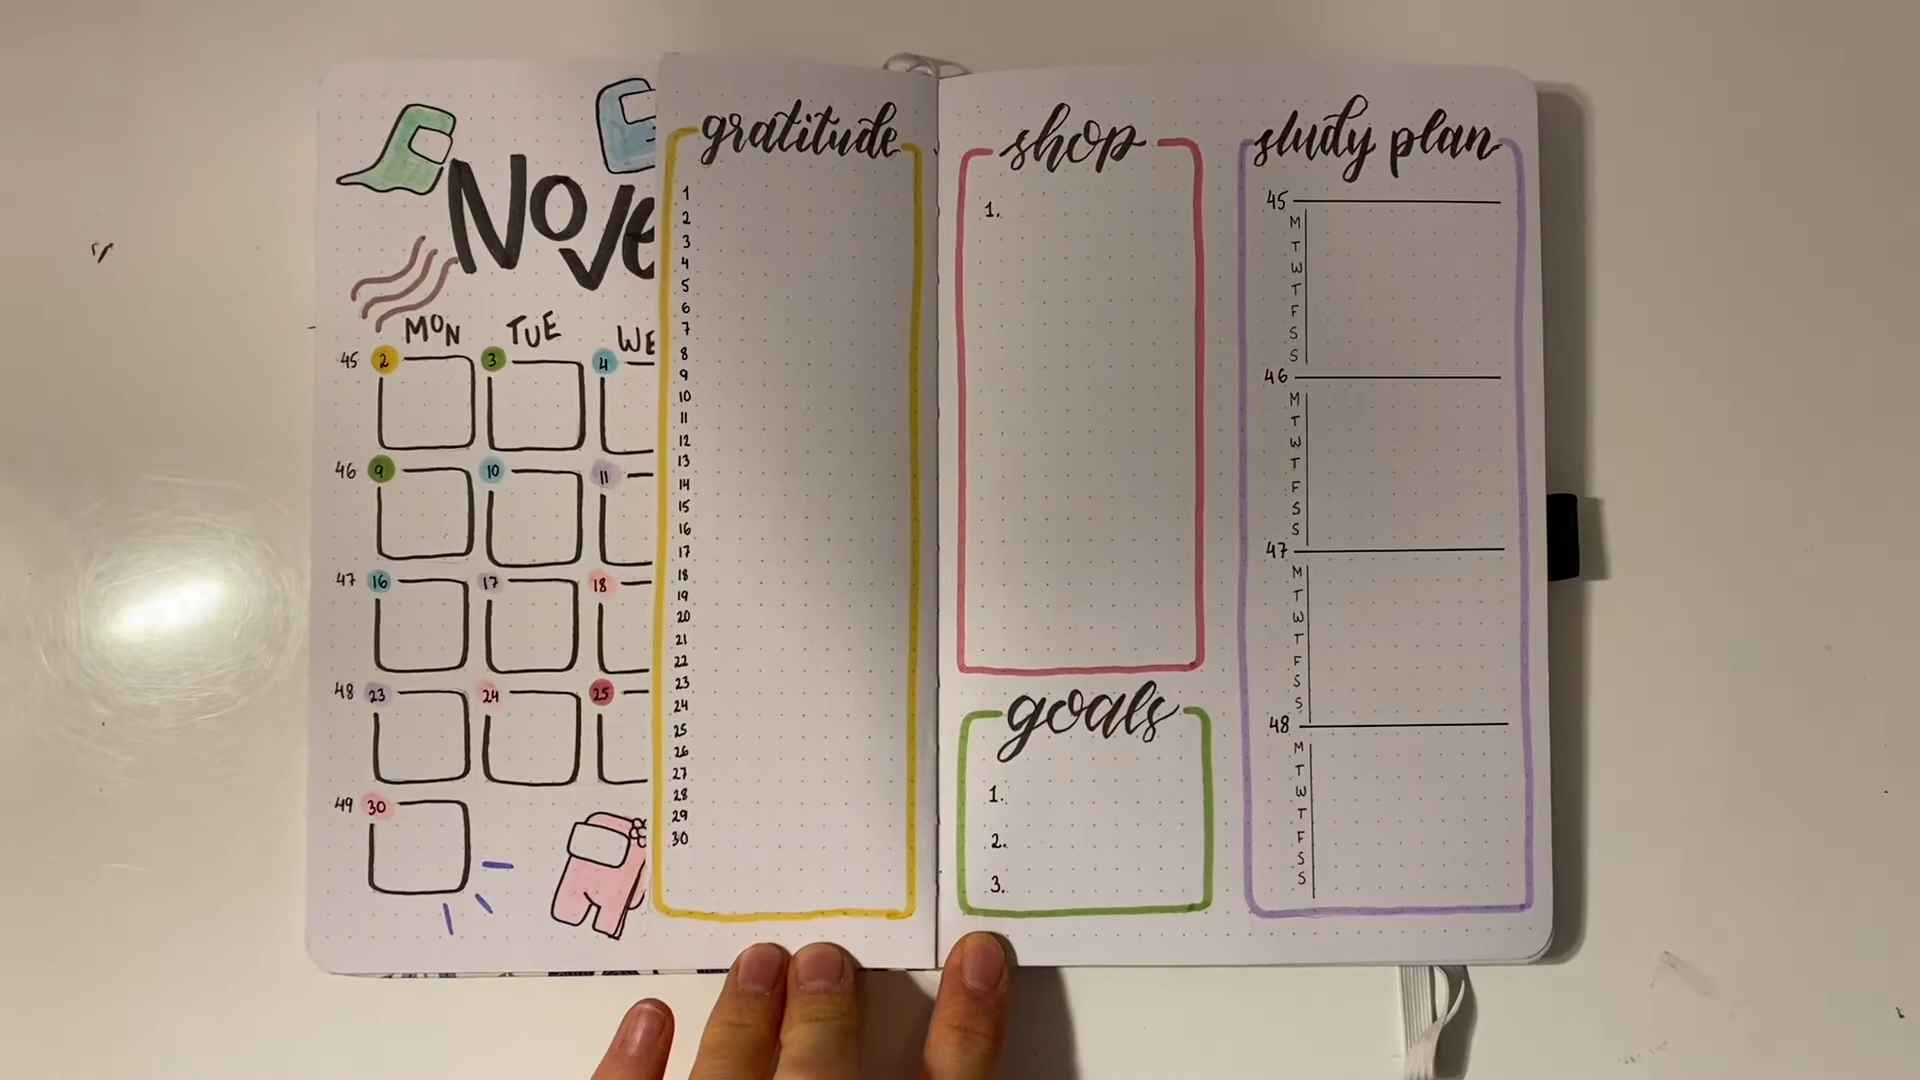 Nove
MON TUE WE
45 2 3 4
46 9 10 11
47 16 17 18
48 23 24 25
49 30
gratitude
1
2
3
4
5
6
7
8
9
10
11
12
13
14
15
16
17
18
19
20
21
22
23
24
25
26
27
28
29
30
shop
1.
goals
1.
2.
3.
study plan
45
M
T
W
T
F
S
S
46
M
T
W
T
F
S
S
47
M
T
W
T
F
S
S
48
M
T
W
T
F
S
S